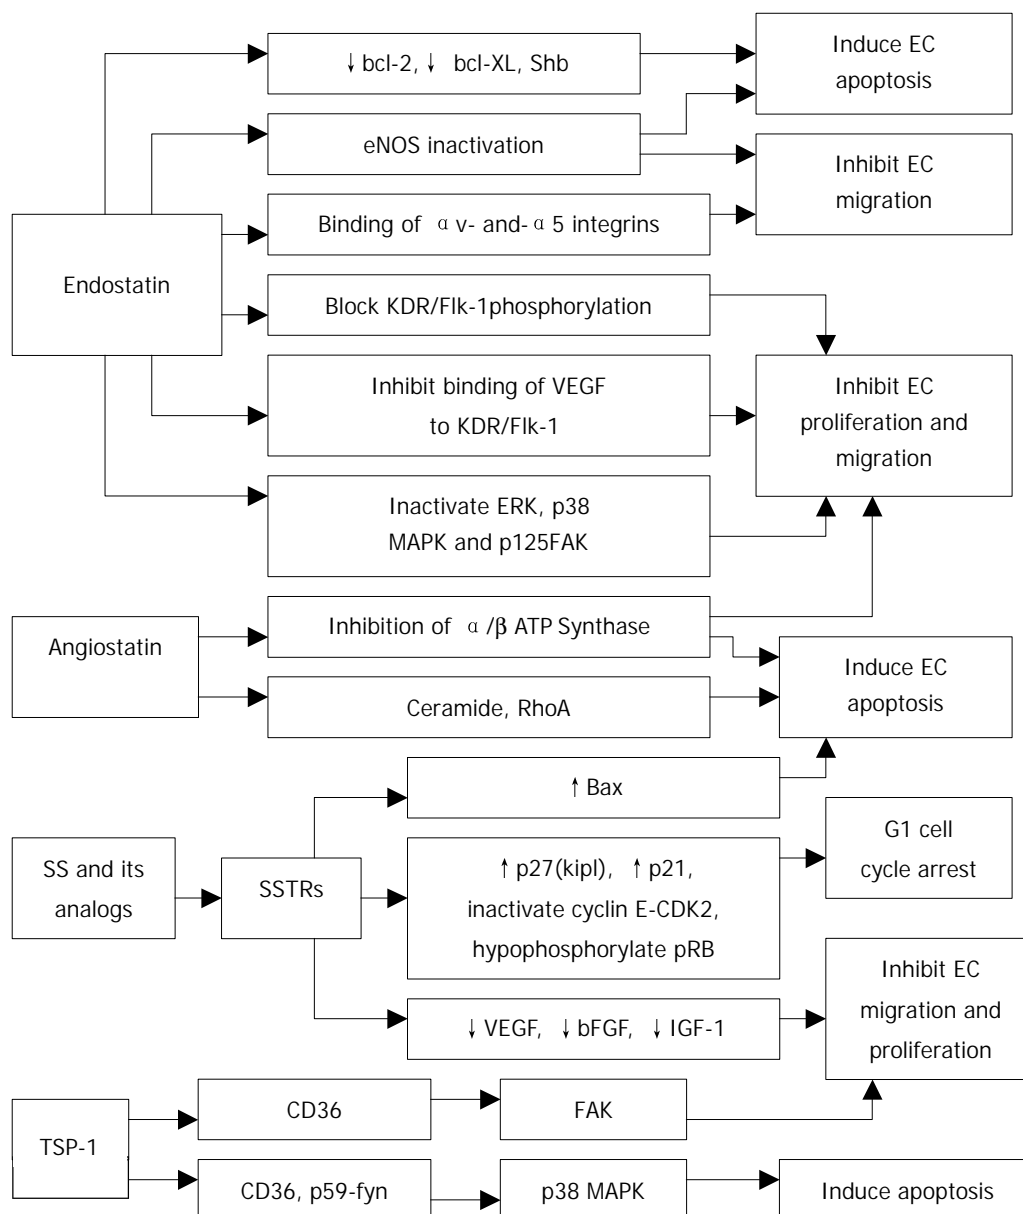 ↓bcl-2, ↓ bcl-XL, Shb
Induce EC
apoptosis
eNOS inactivation
Inhibit EC
migration
Binding of αv- and-α5 integrins
Endostatin
Block KDR/Flk-1phosphorylation
Inhibit binding of VEGF
to KDR/Flk-1
Inhibit EC
proliferation and
migration
Inactivate ERK, p38
MAPK and p125FAK
Angiostatin
Inhibtion of α/β ATP Synthase
Induce EC
apoptosis
Ceramide, RhoA
↑Bax
G1 cell
cycle arrest
SS and its
analogs
SSTRs
↑p27(kipl), ↑p21,
inactivate cyclin E-CDK2,
hypophosphorylate pRB
Inhibit EC
migration and
proliferation
↓VEGF, ↓bFGF, ↓IGF-1
TSP-1
CD36
FAK
CD36, p59-fyn
p38 MAPK
Induce apoptosis